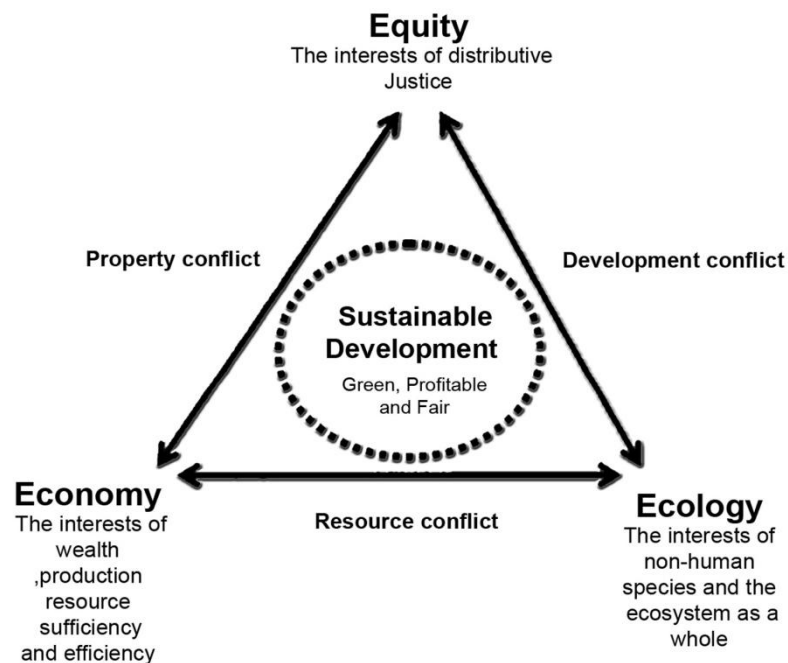 Equity
The interests of distributive
Justice
Property conflict
Development conflict
Sustainable
Development
Green, Profitable
and Fair
Resource conflict
Economy
The interests of
wealth
,production
resource
sufficiency
and efficiency
Ecology
The interests of
non-human
species and the
ecosystem as a
whole